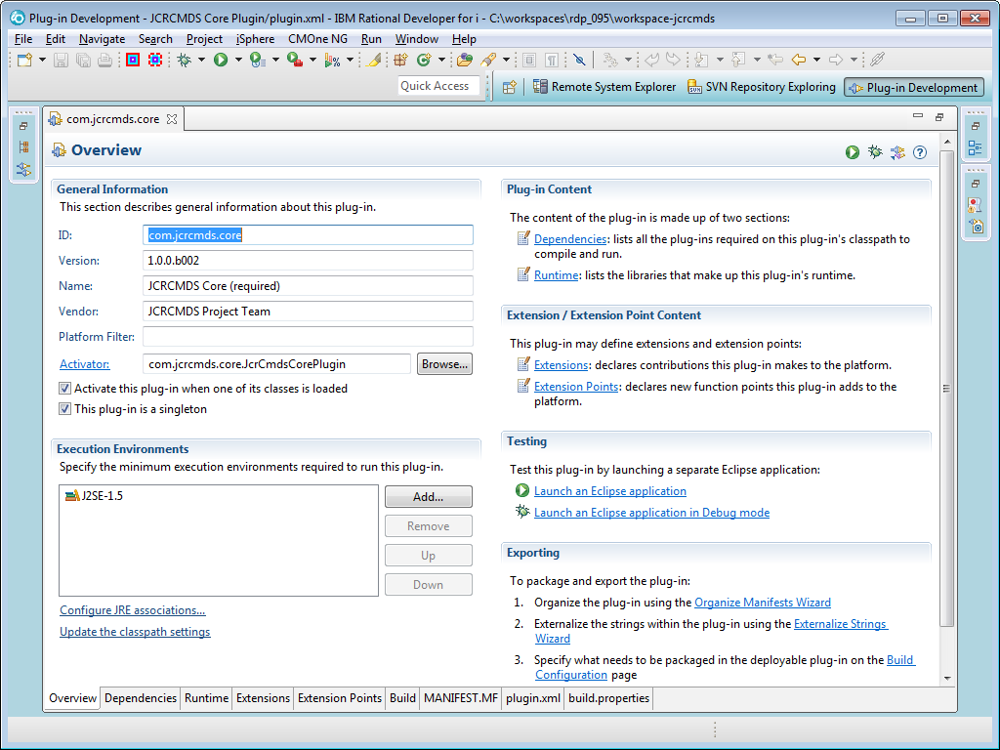 Plug-in Development - JCRCMDS Core Plugin/plugin.xml - IBM Rational Developer for i - C:\workspaces\rdp_095\workspace-jcrcmds
File Edit Navigate Search Project iSphere CMOne NG Run Window Help
Quick Access Remote System Explorer SVN Repository Exploring Plug-in Development
com.jcrcmds.core
Overview
General Information
This section describes general information about this plug-in.
ID: com.jcrcmds.core
Version: 1.0.0.b002
Name: JCRCMDS Core (required)
Vendor: JCRCMDS Project Team
Platform Filter:
Activator: com.jcrcmds.core.JcrCmdsCorePlugin Browse...
Activate this plug-in when one of its classes is loaded
This plug-in is a singleton
Execution Environments
Specify the minimum execution environments required to run this plug-in.
J2SE-1.5
Add...
Remove
Up
Down
Configure JRE associations...
Update the classpath settings
Plug-in Content
The content of the plug-in is made up of two sections:
Dependencies: lists all the plug-ins required on this plug-in's classpath to
compile and run.
Runtime: lists the libraries that make up this plug-in's runtime.
Extension / Extension Point Content
This plug-in may define extensions and extension points:
Extensions: declares contributions this plug-in makes to the platform.
Extension Points: declares new function points this plug-in adds to the
platform.
Testing
Test this plug-in by launching a separate Eclipse application:
Launch an Eclipse application
Launch an Eclipse application in Debug mode
Exporting
To package and export the plug-in:
1. Organize the plug-in using the Organize Manifests Wizard
2. Externalize the strings within the plug-in using the Externalize Strings
Wizard
3. Specify what needs to be packaged in the deployable plug-in on the Build
Configuration page
Overview Dependencies Runtime Extensions Extension Points Build MANIFEST.MF plugin.xml build.properties